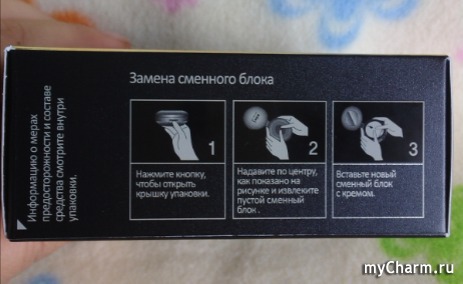 Информацию о мерах
предосторожности и составе
средства смотрите внутри
упаковки.
Замена сменного блока
1
Нажмите кнопку,
чтобы открыть
крышку упаковки.
2
Надавите по центру,
как показано на
рисунке и извлеките
пустой сменный
блок .
3
Вставьте новый
сменный блок
с кремом.
myCharm.ru